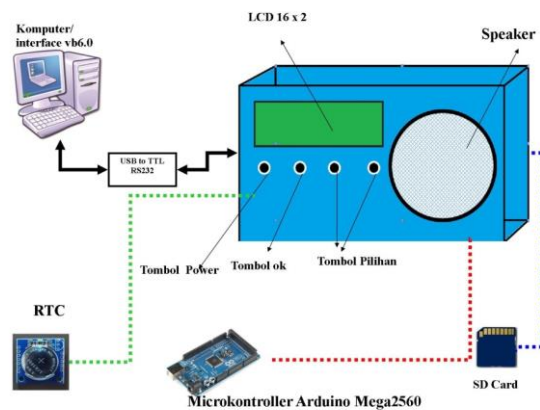 Komputer/
interface vb6.0
LCD 16 x 2
Speaker
USB to TTL
RS232
Tombol Power
Tombol ok
Tombol Pilihan
RTC
SD Card
Mikrokontroller Arduino Mega2560